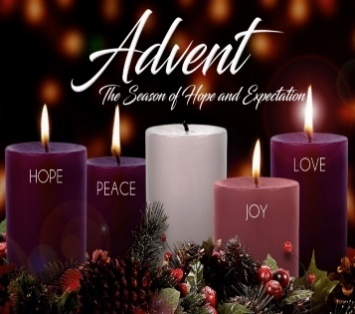 Advent
The Season of Hope and Expectation
HOPE
PEACE
JOY
LOVE